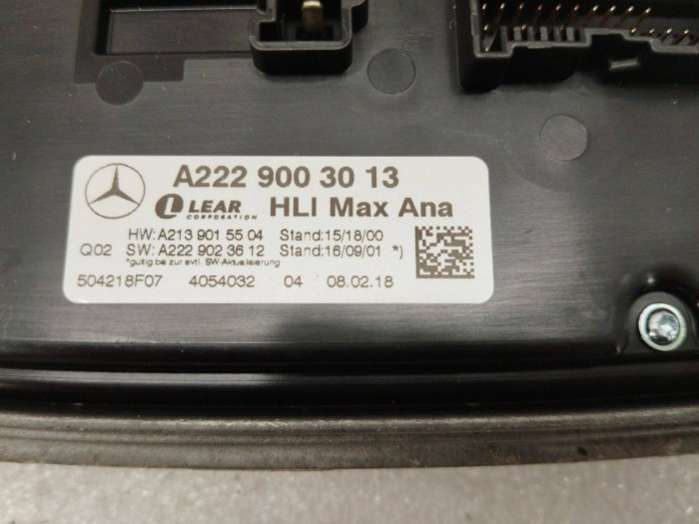 A222 900 30 13
LEAR CORPORATION HLI Max Ana
HW:A213 901 55 04 Stand:15/18/00
Q02 SW:A222 902 36 12 Stand:16/09/01 *)
*gültig bis zur evtl. SW-Aktualisierung
504218F07 4054032 04 08.02.18